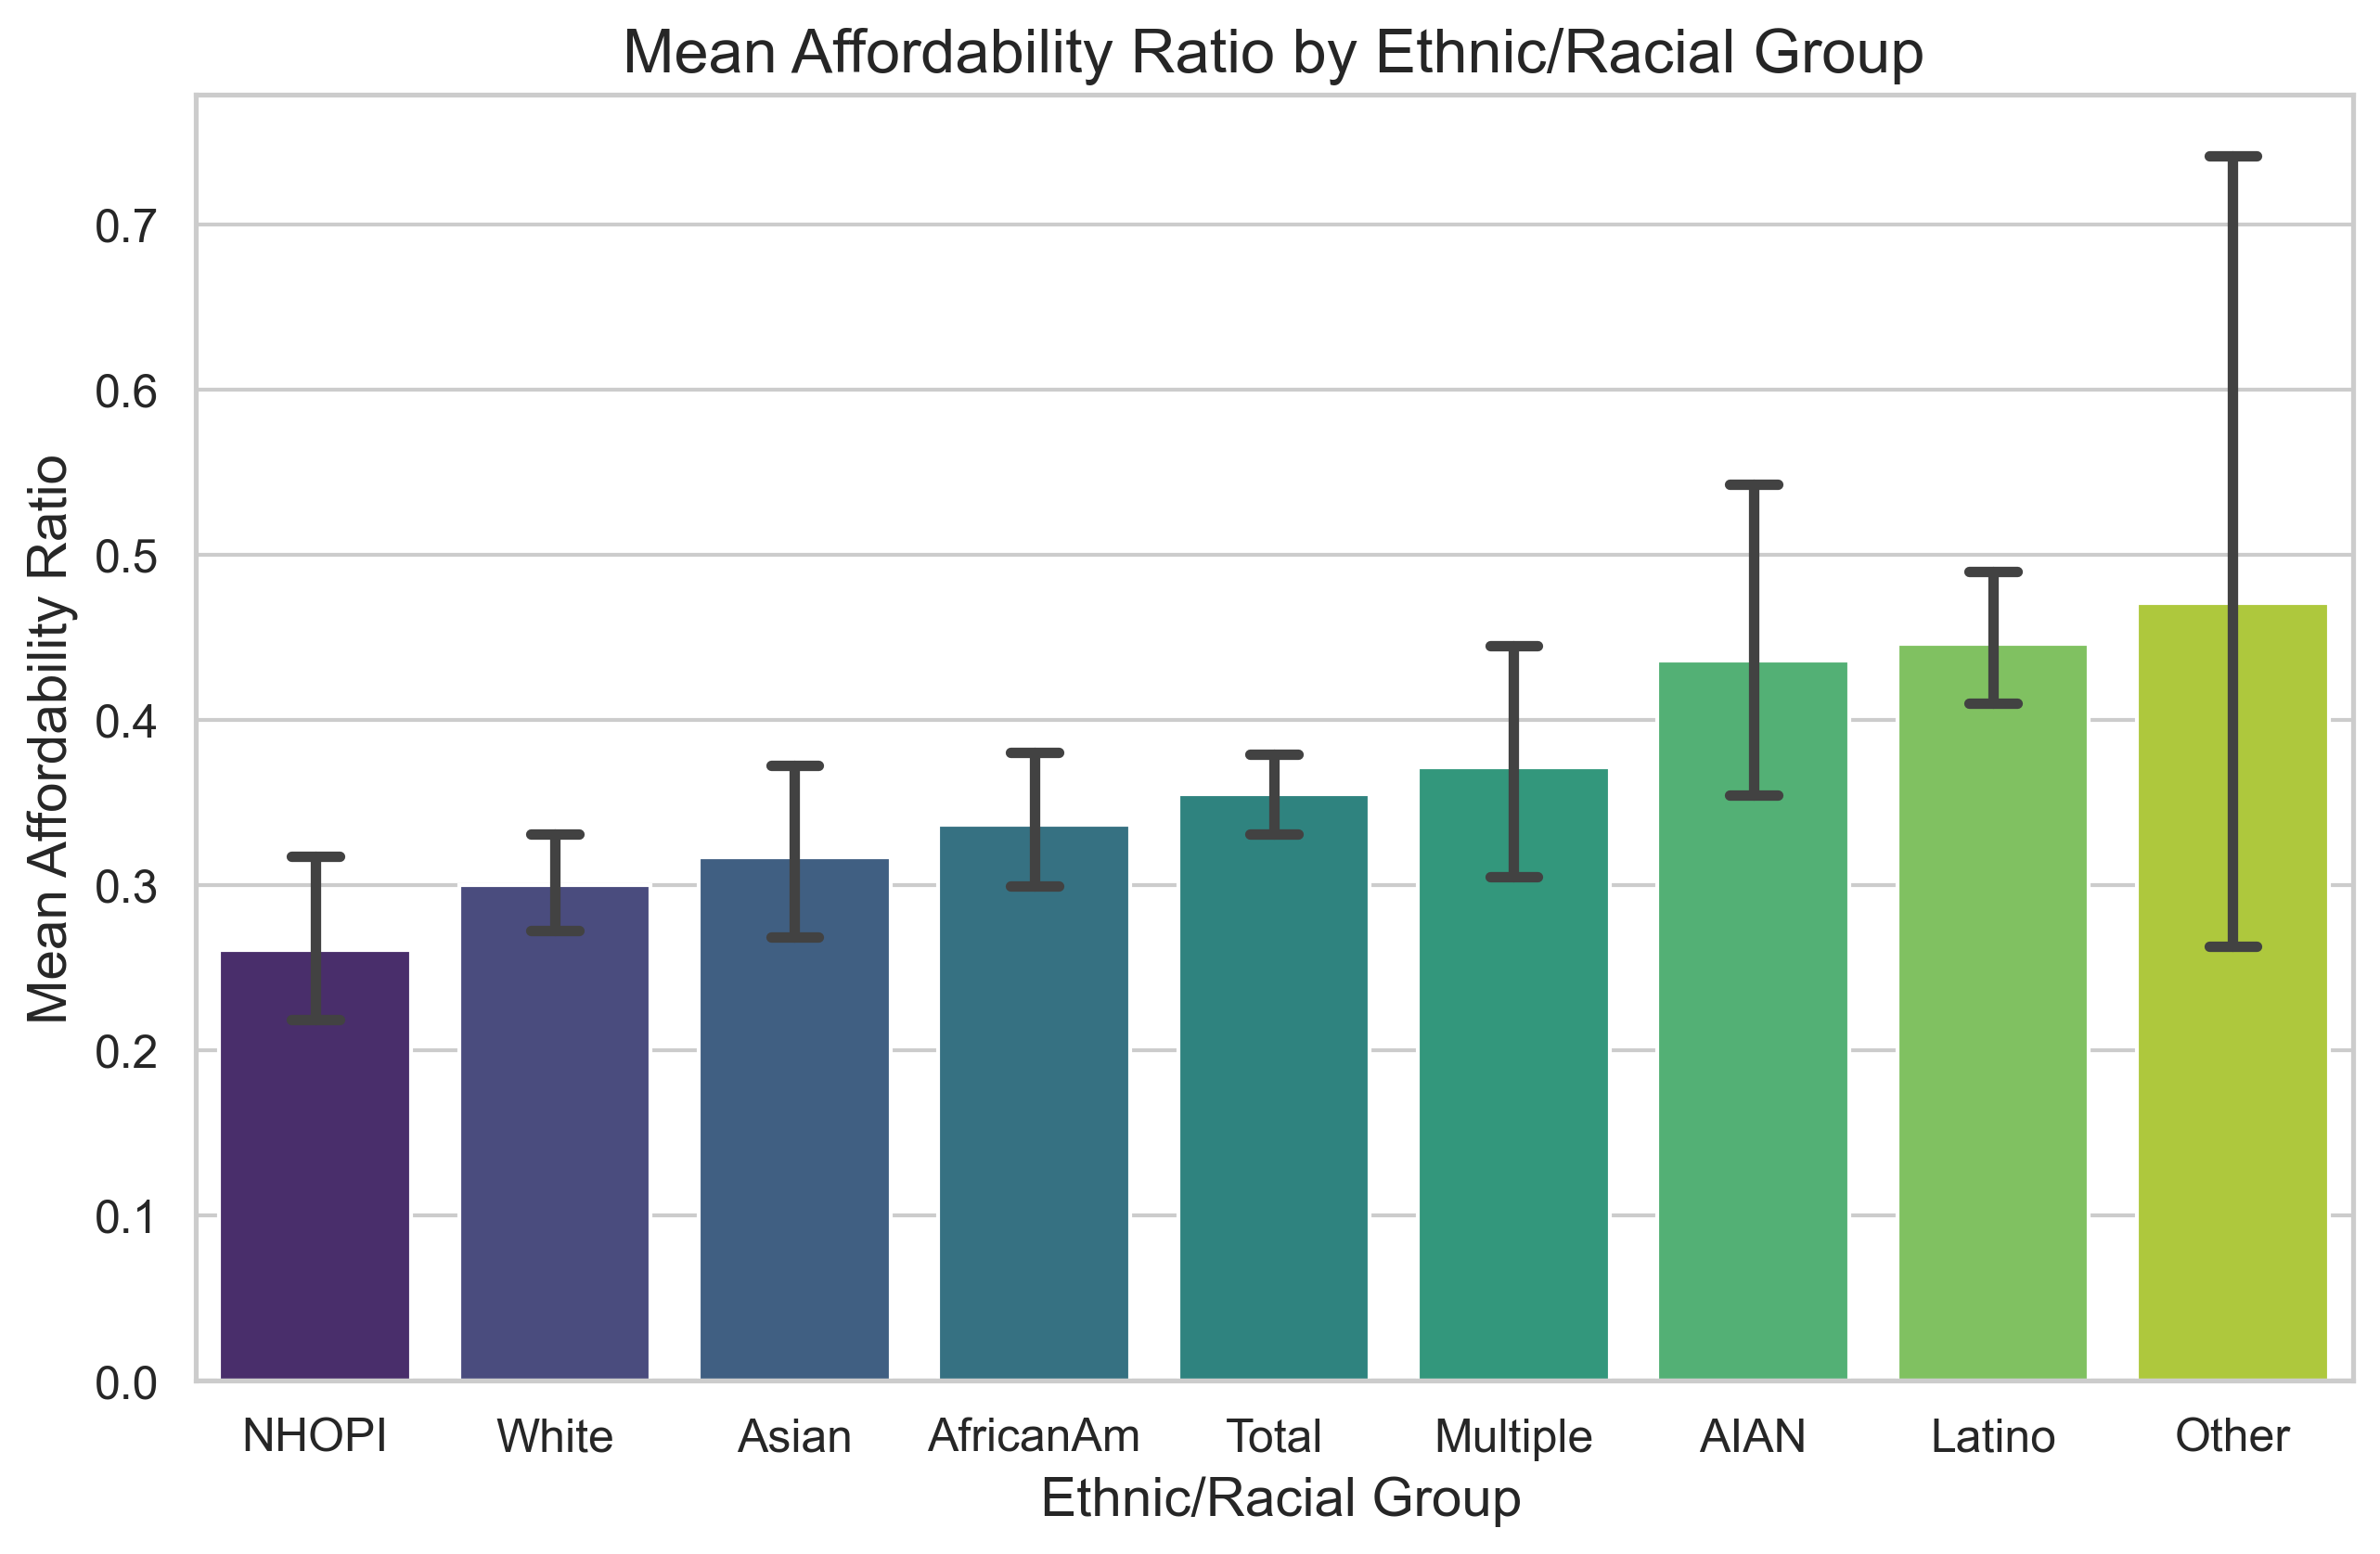 Mean Affordability Ratio by Ethnic/Racial Group
Mean Affordability Ratio
0.7
0.6
0.5
0.4
0.3
0.2
0.1
0.0
NHOPI White Asian AfricanAm Total Multiple AIAN Latino Other
Ethnic/Racial Group